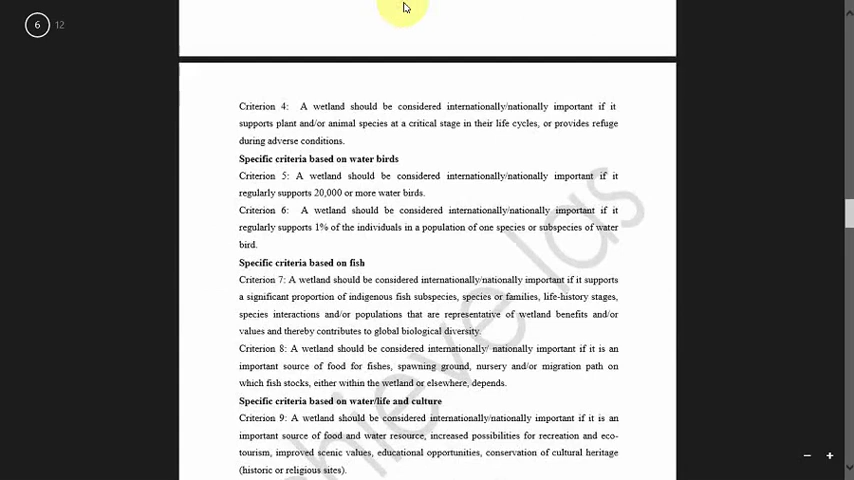 6 12
Criterion 4: A wetland should be considered internationally/nationally important if it
supports plant and/or animal species at a critical stage in their life cycles, or provides refuge
during adverse conditions.
Specific criteria based on water birds
Criterion 5: A wetland should be considered internationally/nationally important if it
regularly supports 20,000 or more water birds.
Criterion 6: A wetland should be considered internationally/nationally important if it
regularly supports 1% of the individuals in a population of one species or subspecies of water
bird.
Specific criteria based on fish
Criterion 7: A wetland should be considered internationally/nationally important if it supports
a significant proportion of indigenous fish subspecies, species or families, life-history stages,
species interactions and/or populations that are representative of wetland benefits and/or
values and thereby contributes to global biological diversity.
Criterion 8: A wetland should be considered internationally/ nationally important if it is an
important source of food for fishes, spawning ground, nursery and/or migration path on
which fish stocks, either within the wetland or elsewhere, depends.
Specific criteria based on water/life and culture
Criterion 9: A wetland should be considered internationally/nationally important if it is an
important source of food and water resource, increased possibilities for recreation and eco-
tourism, improved scenic values, educational opportunities, conservation of cultural heritage
(historic or religious sites).
hieve ias